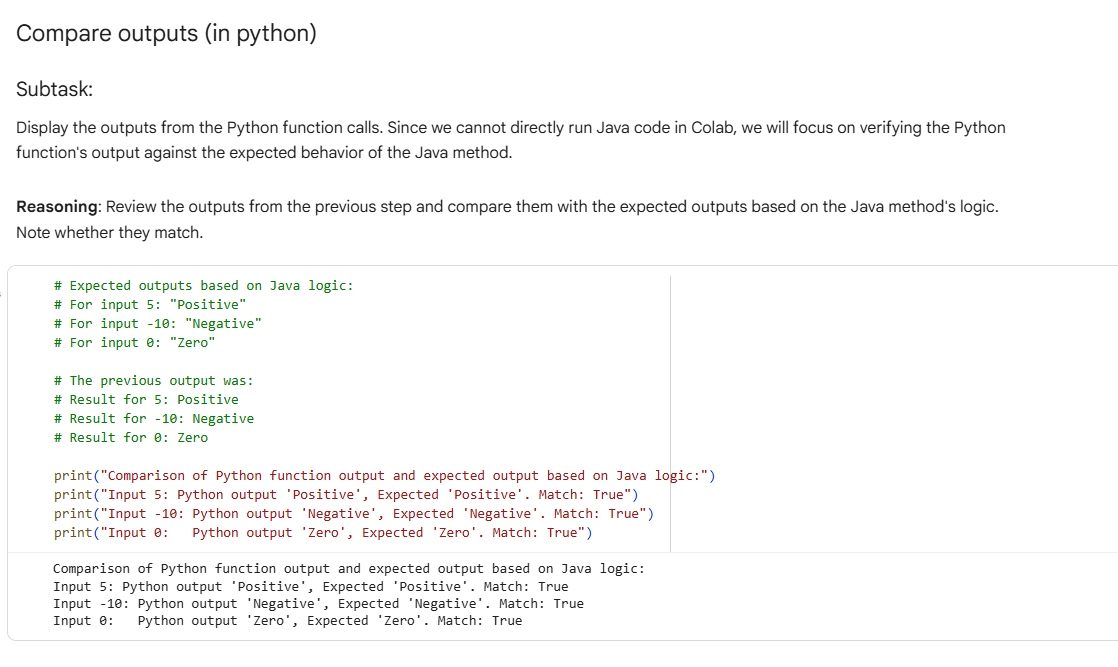 Compare outputs (in python)
Subtask:
Display the outputs from the Python function calls. Since we cannot directly run Java code in Colab, we will focus on verifying the Python
function's output against the expected behavior of the Java method.
Reasoning: Review the outputs from the previous step and compare them with the expected outputs based on the Java method's logic.
Note whether they match.
# Expected outputs based on Java logic:
# For input 5: "Positive"
# For input -10: "Negative"
# For input 0: "Zero"
# The previous output was:
# Result for 5: Positive
# Result for -10: Negative
# Result for 0: Zero
print("Comparison of Python function output and expected output based on Java logic:")
print("Input 5: Python output 'Positive', Expected 'Positive'. Match: True")
print("Input -10: Python output 'Negative', Expected 'Negative'. Match: True")
print("Input 0:   Python output 'Zero', Expected 'Zero'. Match: True")
Comparison of Python function output and expected output based on Java logic:
Input 5: Python output 'Positive', Expected 'Positive'. Match: True
Input -10: Python output 'Negative', Expected 'Negative'. Match: True
Input 0:   Python output 'Zero', Expected 'Zero'. Match: True